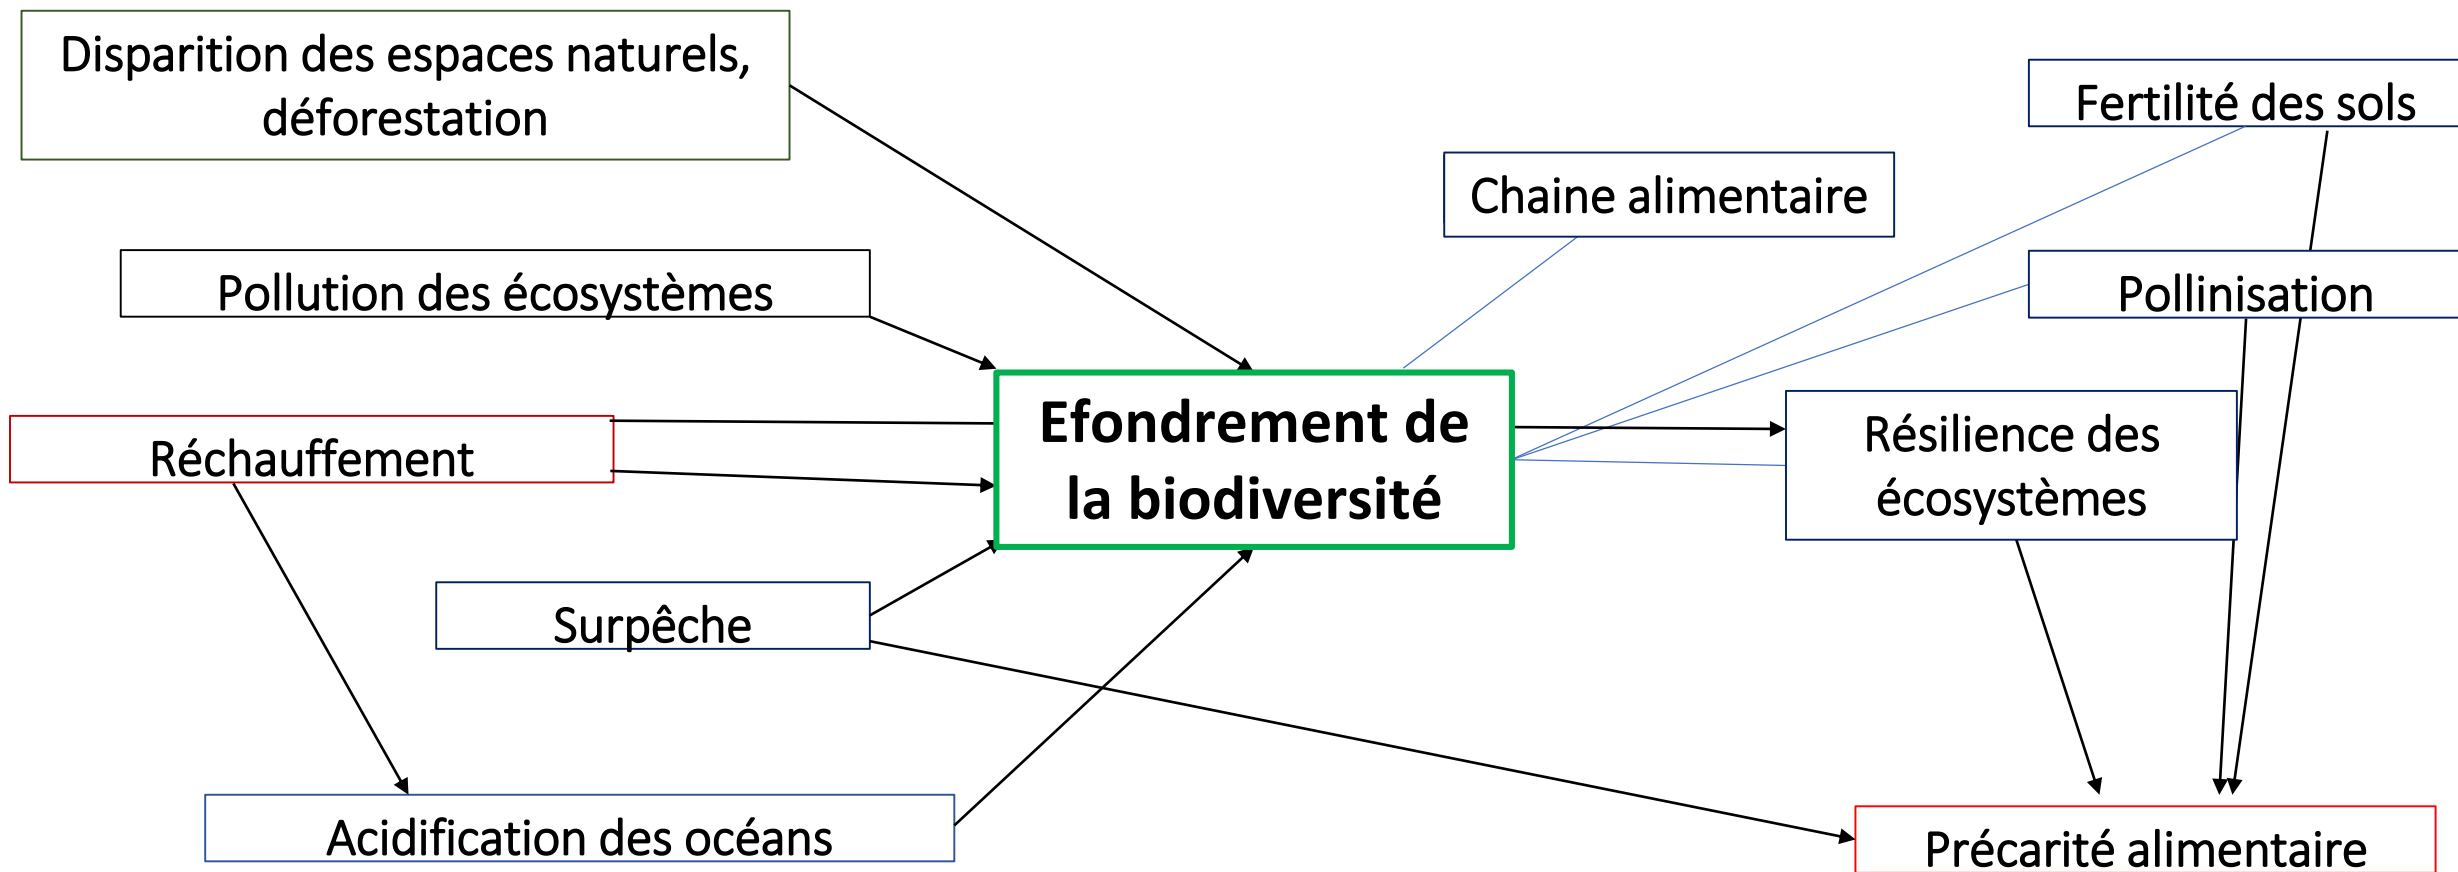 Disparition des espaces naturels,
déforestation
Fertilité des sols
Chaine alimentaire
Pollution des écosystèmes
Pollinisation
Efondrement de
la biodiversité
Réchauffement
Résilience des
écosystèmes
Surpêche
Acidification des océans
Précarité alimentaire